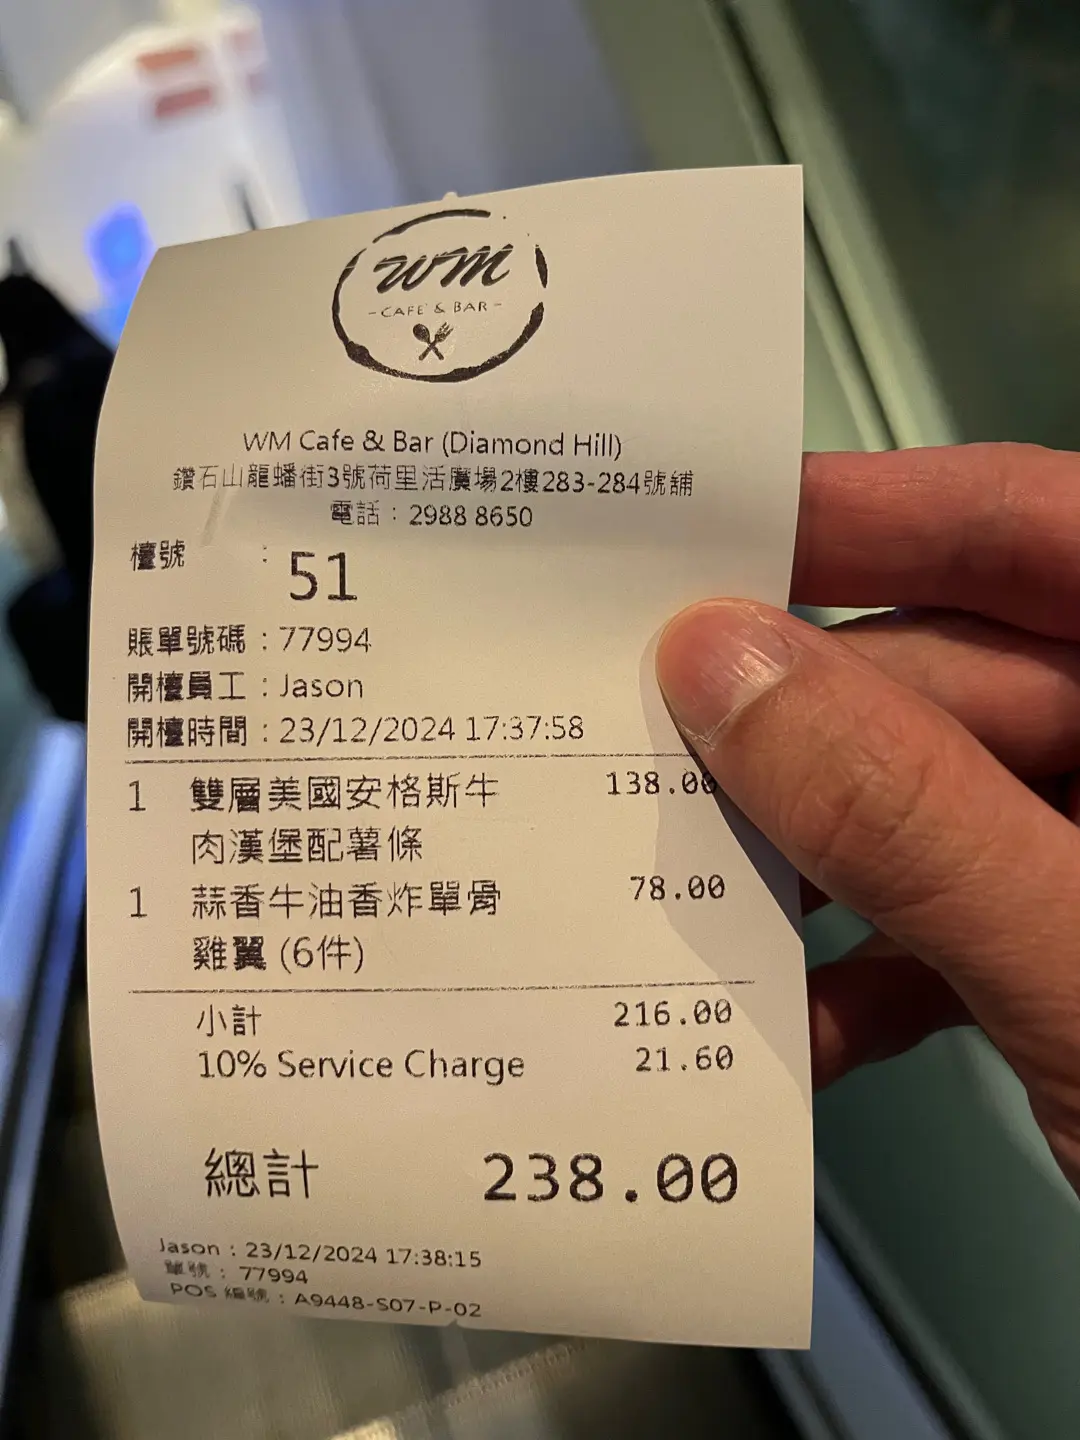 WM
- CAFE & BAR -
WM Cafe & Bar (Diamond Hill)
鑽石山龍蟠街3號荷里活廣場2樓283-284號舖
電話：2988 8650
檯號 : 51
賬單號碼 : 77994
開檯員工 : Jason
開檯時間 : 23/12/2024 17:37:58
1 雙層美國安格斯牛 138.00
肉漢堡配薯條
1 蒜香牛油香炸單骨 78.00
雞翼 (6件)
小計 216.00
10% Service Charge 21.60
總計 238.00
Jason : 23/12/2024 17:38:15
單號 : 77994
POS 編號 : A9448-S07-P-02